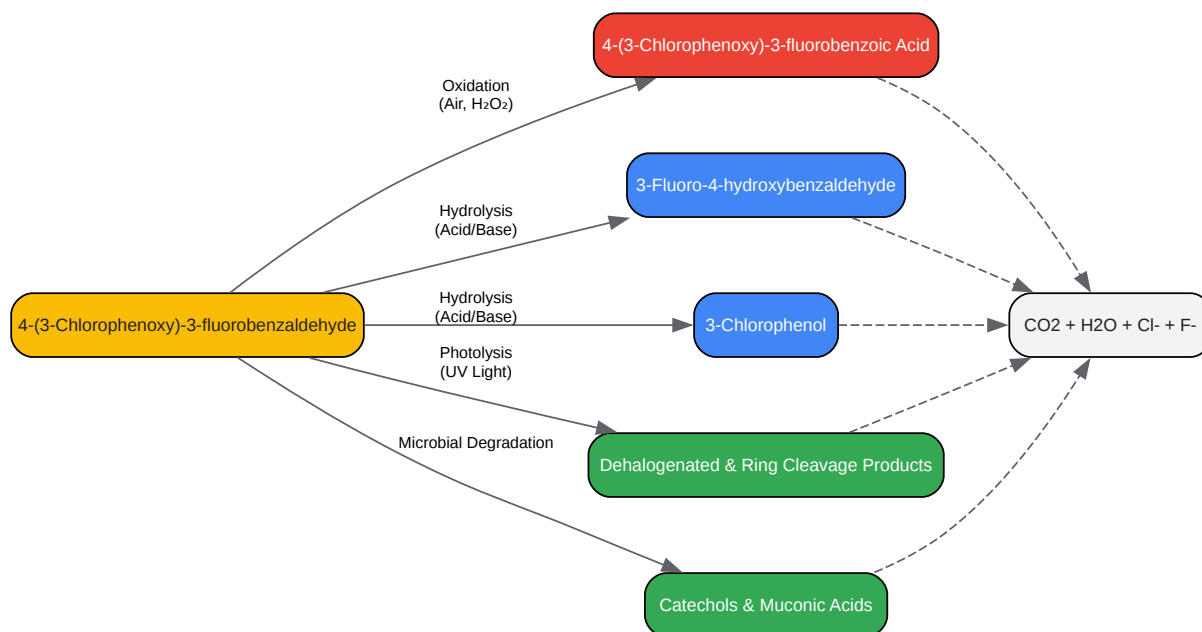 4-(3-Chlorophenoxy)-3-fluorobenzoic Acid
Oxidation
(Air, H₂O₂)
3-Fluoro-4-hydroxybenzaldehyde
Hydrolysis
(Acid/Base)
4-(3-Chlorophenoxy)-3-fluorobenzaldehyde
Hydrolysis
(Acid/Base)
3-Chlorophenol
CO2 + H2O + Cl- + F-
Photolysis
(UV Light)
Microbial Degradation
Dehalogenated & Ring Cleavage Products
Catechols & Muconic Acids